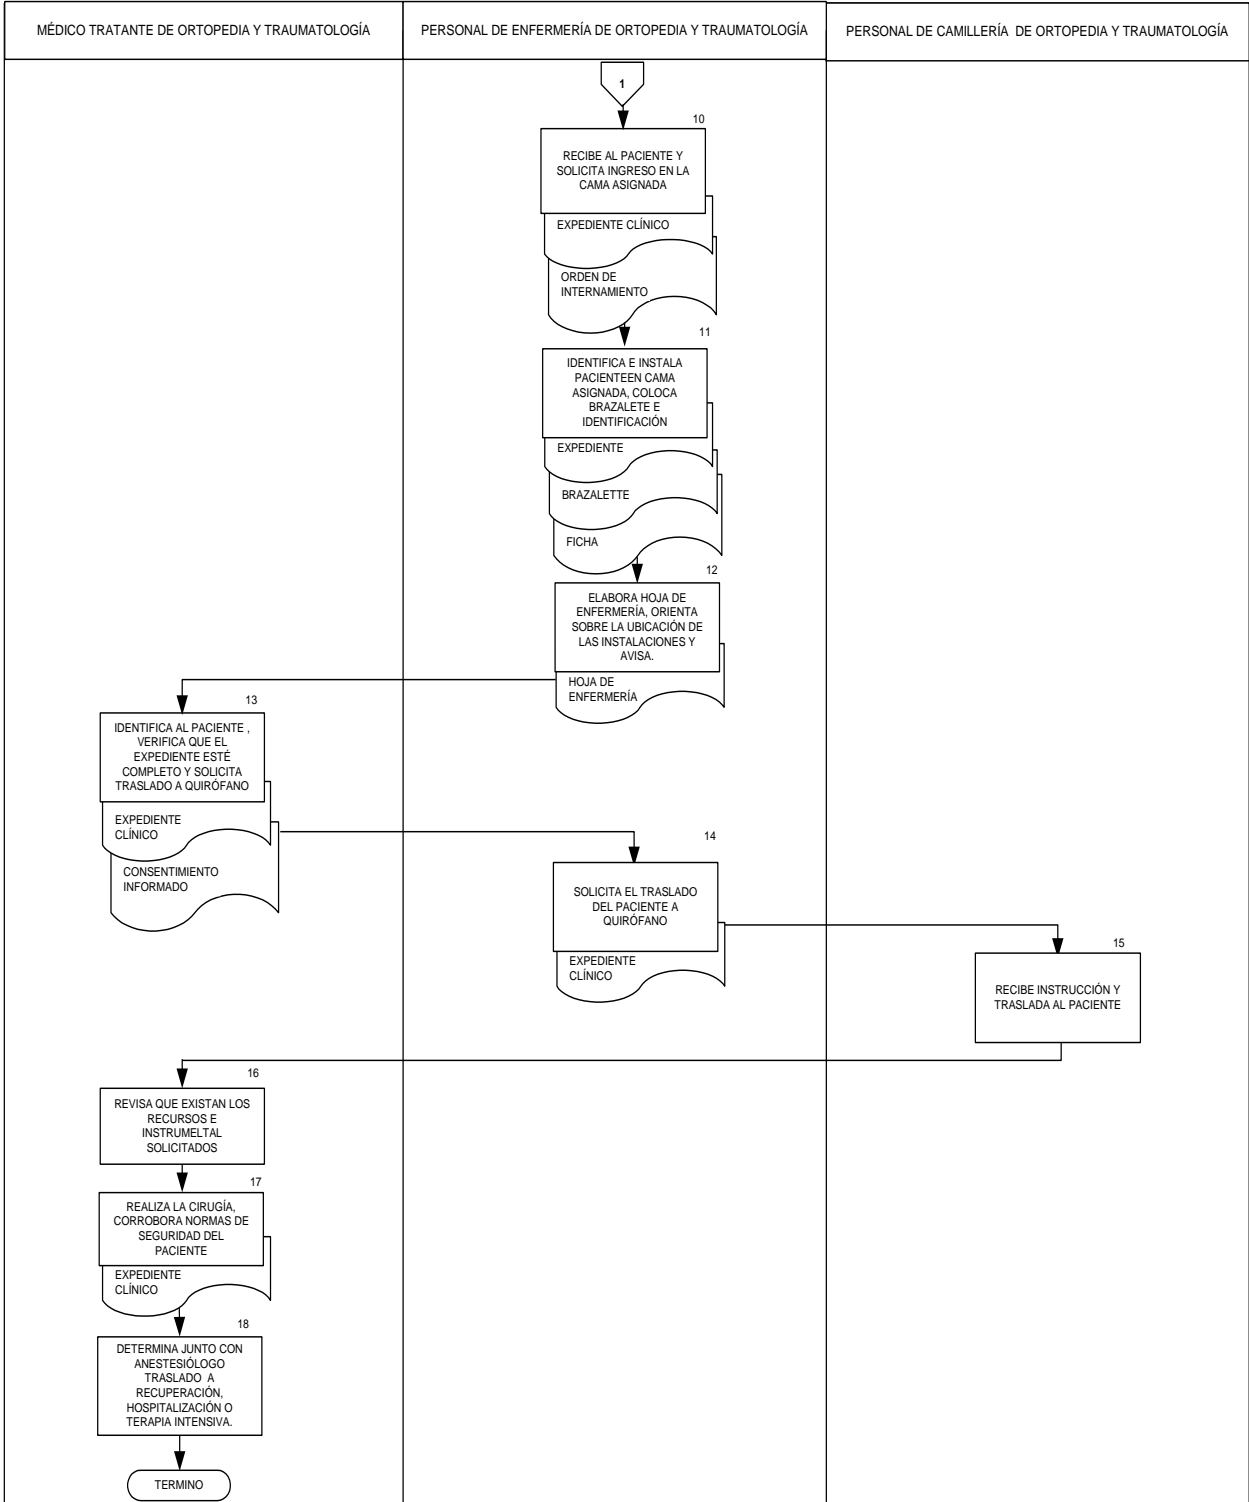 MÉDICO TRATANTE DE ORTOPEDIA Y TRAUMATOLOGÍA
PERSONAL DE ENFERMERÍA DE ORTOPEDIA Y TRAUMATOLOGÍA
PERSONAL DE CAMILLERÍA DE ORTOPEDIA Y TRAUMATOLOGÍA
1
10
RECIBE AL PACIENTE Y
SOLICITA INGRESO EN LA
CAMA ASIGNADA
EXPEDIENTE CLÍNICO
ORDEN DE
INTERNAMIENTO
11
IDENTIFICA E INSTALA
PACIENTEEN CAMA
ASIGNADA, COLOCA
BRAZALETE E
IDENTIFICACIÓN
EXPEDIENTE
BRAZALETTE
FICHA
12
ELABORA HOJA DE
ENFERMERÍA, ORIENTA
SOBRE LA UBICACIÓN DE
LAS INSTALACIONES Y
AVISA.
HOJA DE
ENFERMERÍA
13
IDENTIFICA AL PACIENTE ,
VERIFICA QUE EL
EXPEDIENTE ESTÉ
COMPLETO Y SOLICITA
TRASLADO A QUIRÓFANO
EXPEDIENTE
CLÍNICO
CONSENTIMIENTO
INFORMADO
14
SOLICITA EL TRASLADO
DEL PACIENTE A
QUIRÓFANO
EXPEDIENTE
CLÍNICO
15
RECIBE INSTRUCCIÓN Y
TRASLADA AL PACIENTE
16
REVISA QUE EXISTAN LOS
RECURSOS E
INSTRUMELTAL
SOLICITADOS
17
REALIZA LA CIRUGÍA,
CORROBORA NORMAS DE
SEGURIDAD DEL
PACIENTE
EXPEDIENTE
CLÍNICO
18
DETERMINA JUNTO CON
ANESTESIÓLOGO
TRASLADO A
RECUPERACIÓN,
HOSPITALIZACIÓN O
TERAPIA INTENSIVA.
TERMINO